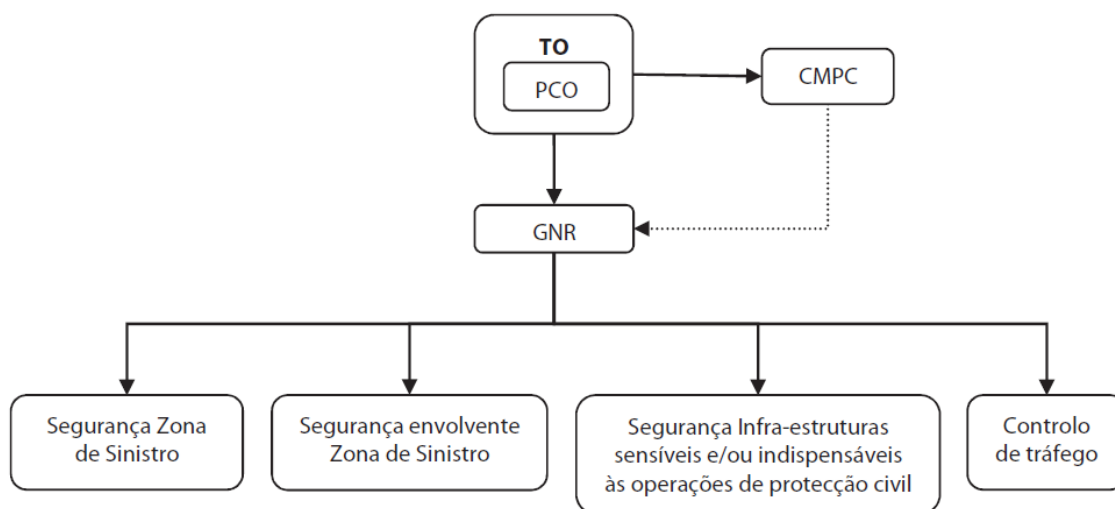 TO
PCO
CMPC
GNR
Segurança Zona
de Sinistro
Segurança envolvente
Zona de Sinistro
Segurança Infra-estruturas
sensíveis e/ou indispensáveis
às operações de protecção civil
Controlo
de tráfego